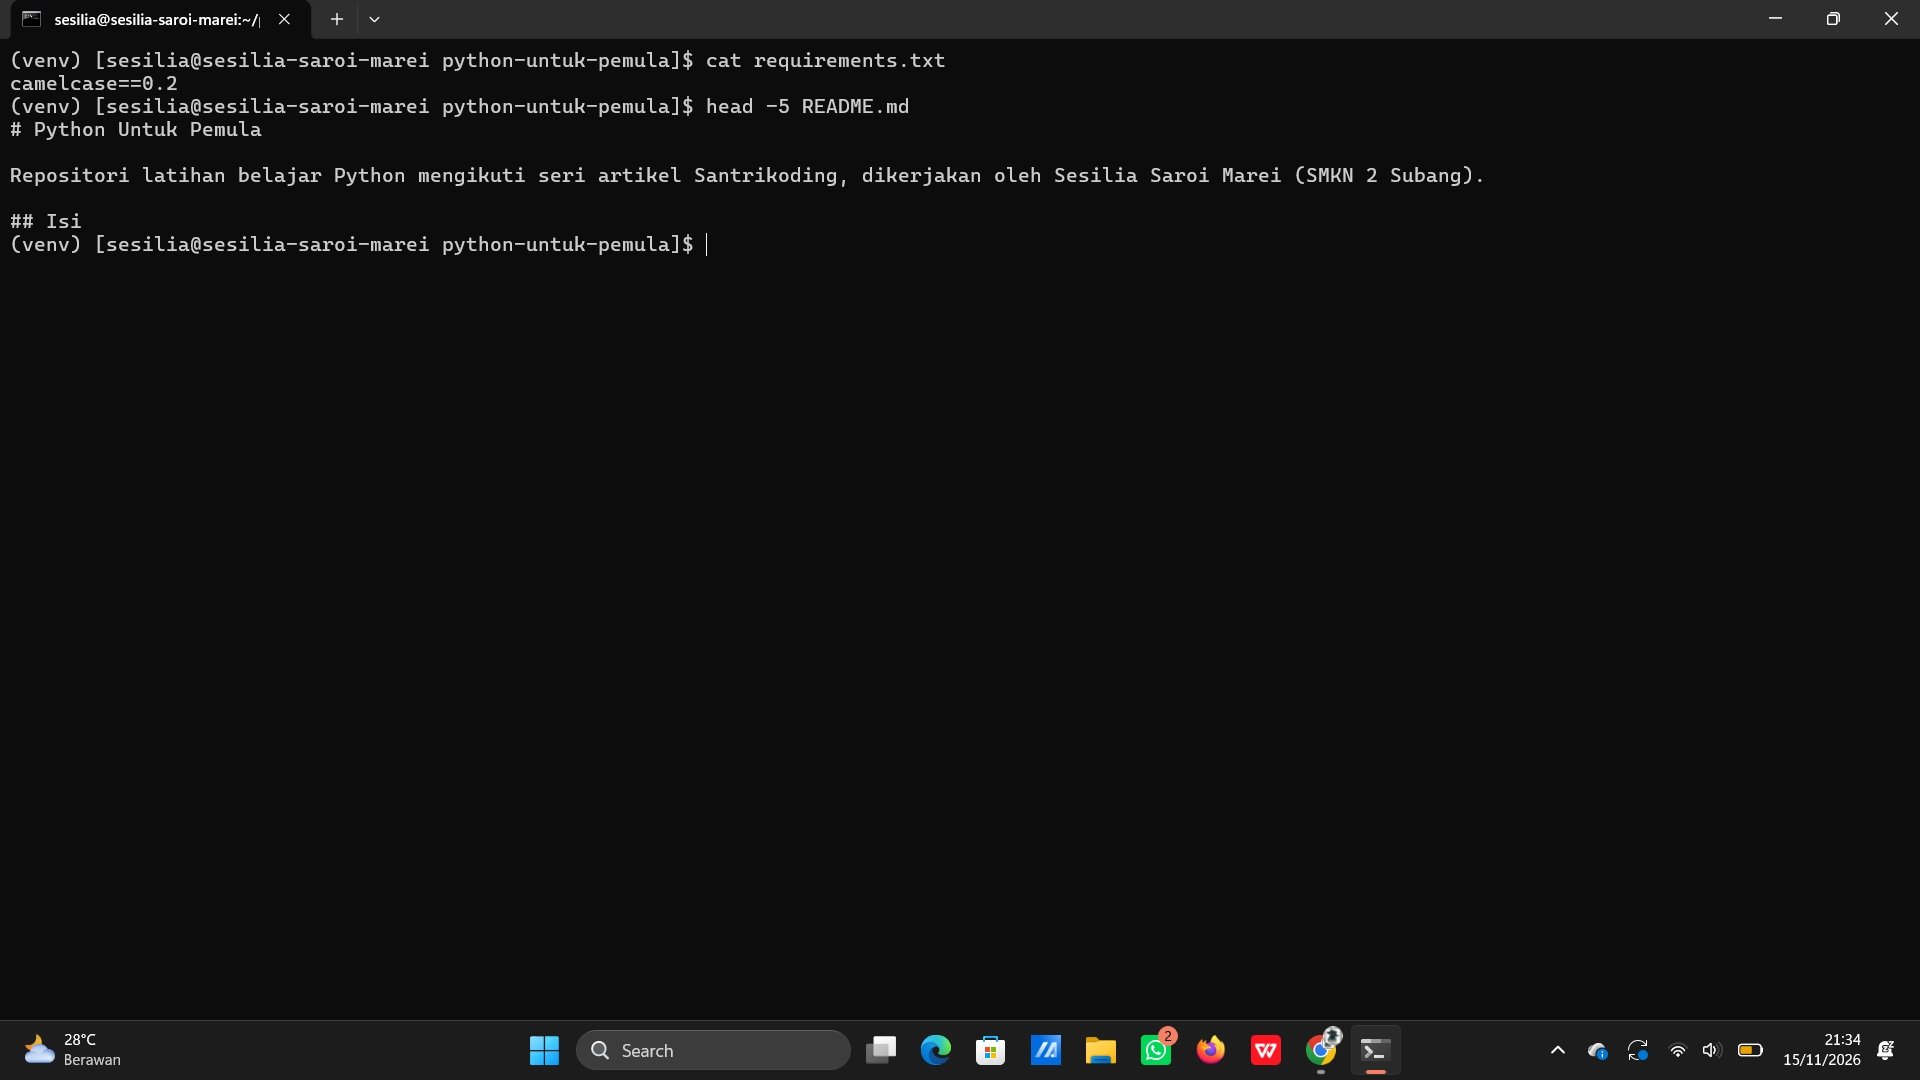 sesilia@sesilia-saroi-marei:~/
(venv) [sesilia@sesilia-saroi-marei python-untuk-pemula]$ cat requirements.txt
camelcase==0.2
(venv) [sesilia@sesilia-saroi-marei python-untuk-pemula]$ head -5 README.md
# Python Untuk Pemula
Repositori latihan belajar Python mengikuti seri artikel Santrikoding, dikerjakan oleh Sesilia Saroi Marei (SMKN 2 Subang).
## Isi
(venv) [sesilia@sesilia-saroi-marei python-untuk-pemula]$
28°C
Berawan
Search
2
21:34
15/11/2026